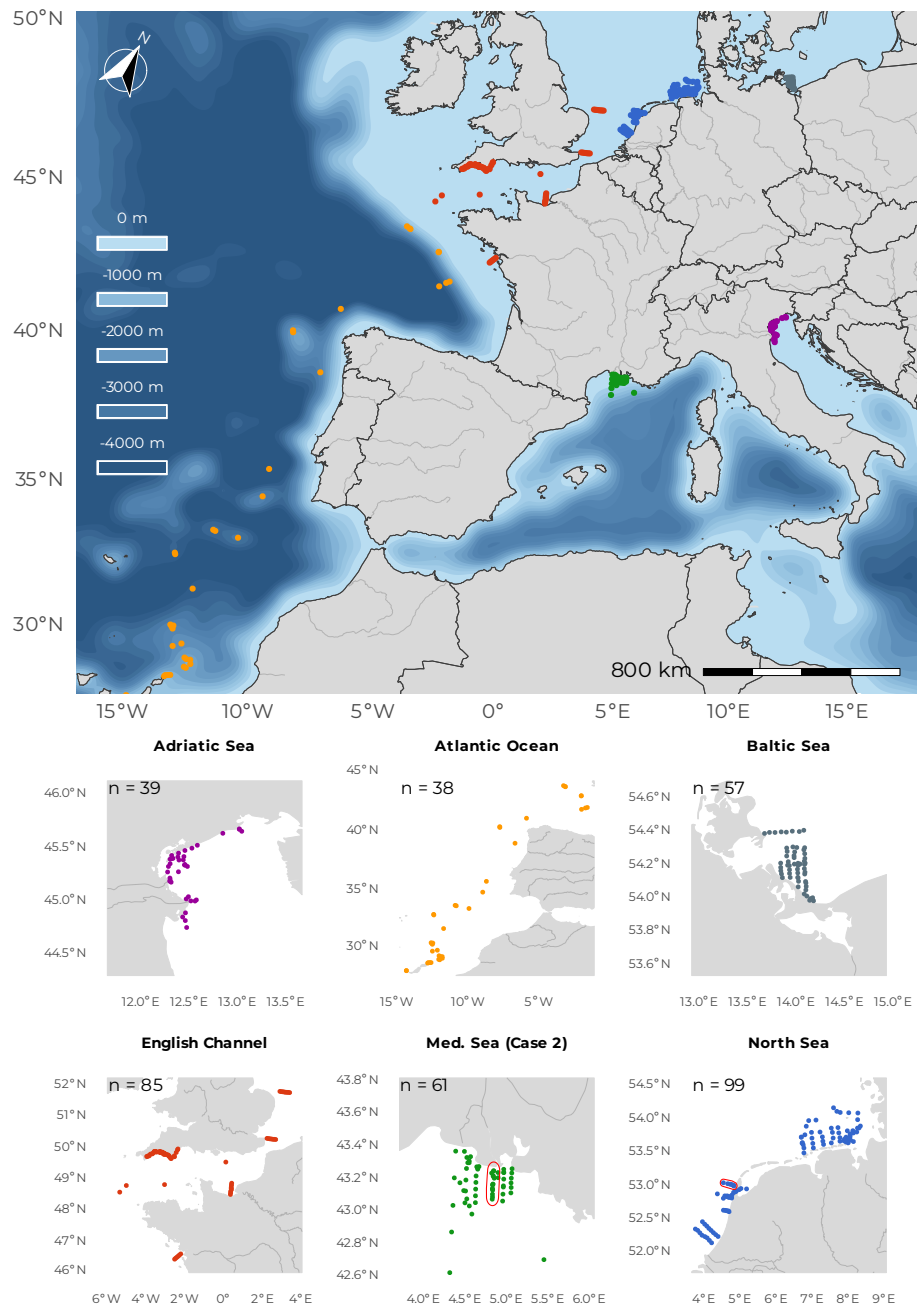 50°N
N
45°N
0 m
-1000 m
-2000 m
-3000 m
-4000 m
40°N
35°N
30°N
800 km
15°W 10°W 5°W 0° 5°E 10°E 15°E
Adriatic Sea
n = 39
46.0°N
45.5°N
45.0°N
44.5°N
12.0°E 12.5°E 13.0°E 13.5°E
Atlantic Ocean
n = 38
45°N
40°N
35°N
30°N
15°W 10°W 5°W
Baltic Sea
n = 57
54.6°N
54.4°N
54.2°N
54.0°N
53.8°N
53.6°N
13.0°E 13.5°E 14.0°E 14.5°E 15.0°E
English Channel
n = 85
52°N
51°N
50°N
49°N
48°N
47°N
46°N
6°W 4°W 2°W 0° 2°E 4°E
Med. Sea (Case 2)
n = 61
43.8°N
43.6°N
43.4°N
43.2°N
43.0°N
42.8°N
42.6°N
4.0°E 4.5°E 5.0°E 5.5°E 6.0°E
North Sea
n = 99
54.5°N
54.0°N
53.5°N
53.0°N
52.5°N
52.0°N
4°E 5°E 6°E 7°E 8°E 9°E